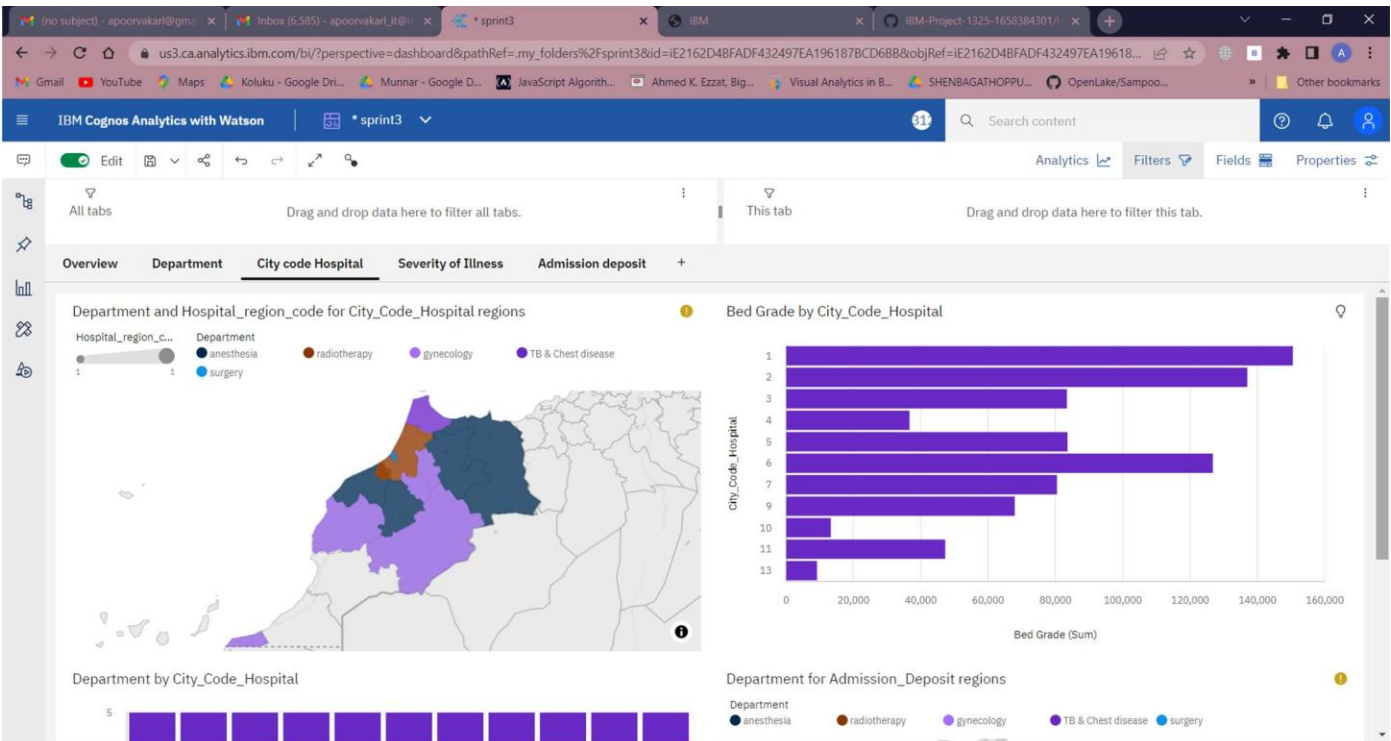 (no subject) - apoorvakarl@gma
Inbox (6,585) - apoorvakarl_it@
* sprint3
IBM
IBM-Project-1325-1658384301/
us3.ca.analytics.ibm.com/bi/?perspective=dashboard&pathRef=.my_folders%2Fsprint3&id=iE2162D4BFADF432497EA196187BCD6BB&objRef=iE2162D4BFADF432497EA19618...
A
Gmail
YouTube
Maps
Koluku - Google Dri...
Munnar - Google D...
JavaScript Algorith...
Ahmed K. Ezzat, Big...
Visual Analytics in B...
SHENBAGATHOPPU...
OpenLake/Sampoo...
»
Other bookmarks
IBM Cognos Analytics with Watson
* sprint3
Search content
Edit
Analytics
Filters
Fields
Properties
All tabs
Drag and drop data here to filter all tabs.
This tab
Drag and drop data here to filter this tab.
Overview
Department
City code Hospital
Severity of Illness
Admission deposit
+
Department and Hospital_region_code for City_Code_Hospital regions
Hospital_region_c...
1 1
Department
anesthesia
radiotherapy
gynecology
TB & Chest disease
surgery
Bed Grade by City_Code_Hospital
City_Code_Hospital
1
2
3
4
5
6
7
9
10
11
13
0 20,000 40,000 60,000 80,000 100,000 120,000 140,000 160,000
Bed Grade (Sum)
Department by City_Code_Hospital
5
Department for Admission_Deposit regions
Department
anesthesia
radiotherapy
gynecology
TB & Chest disease
surgery